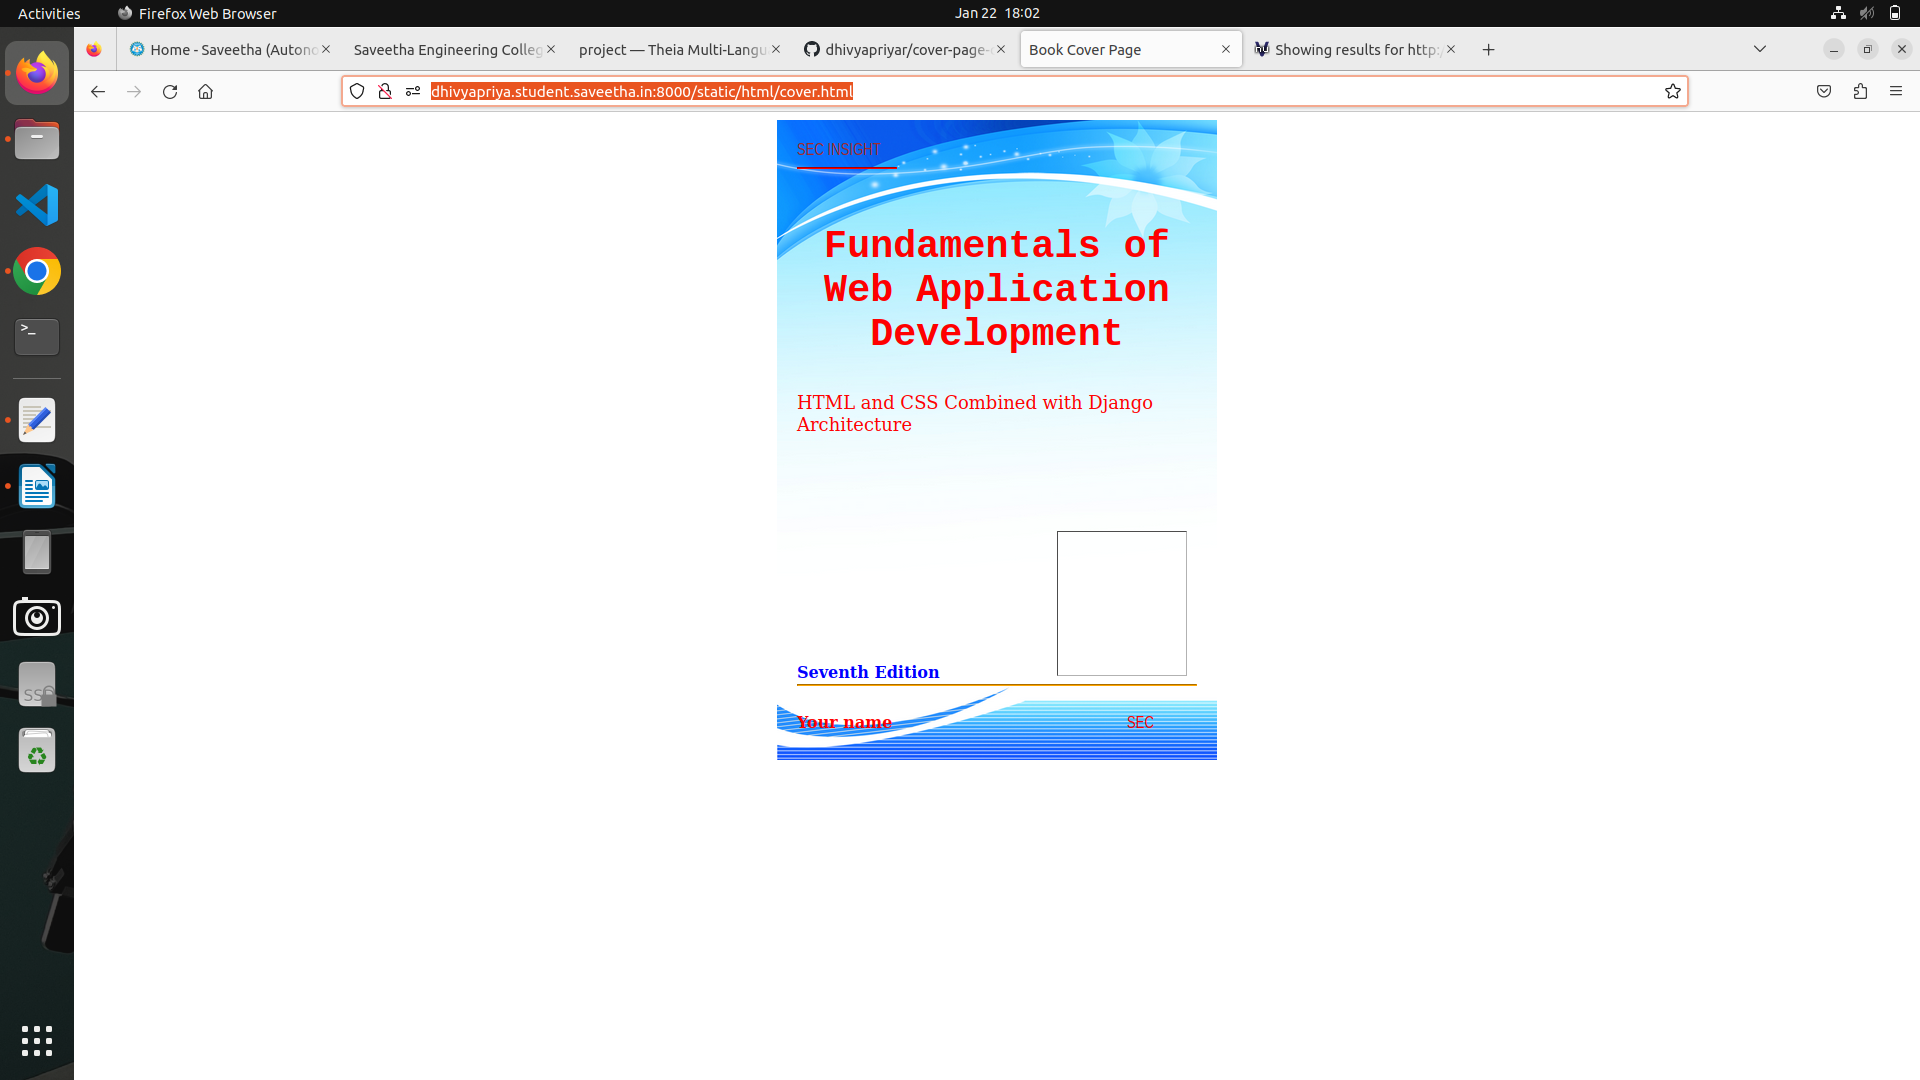 Activities
Firefox Web Browser
Jan 22 18:02
Home - Saveetha (Autono
Saveetha Engineering Colleg
project — Theia Multi-Langu
dhivyapriyar/cover-page-
Book Cover Page
Showing results for http:/
dhivyapriya.student.saveetha.in:8000/static/html/cover.html
SEC INSIGHT
Fundamentals of
Web Application
Development
HTML and CSS Combined with Django
Architecture
Seventh Edition
Your name
SEC
>_
SS